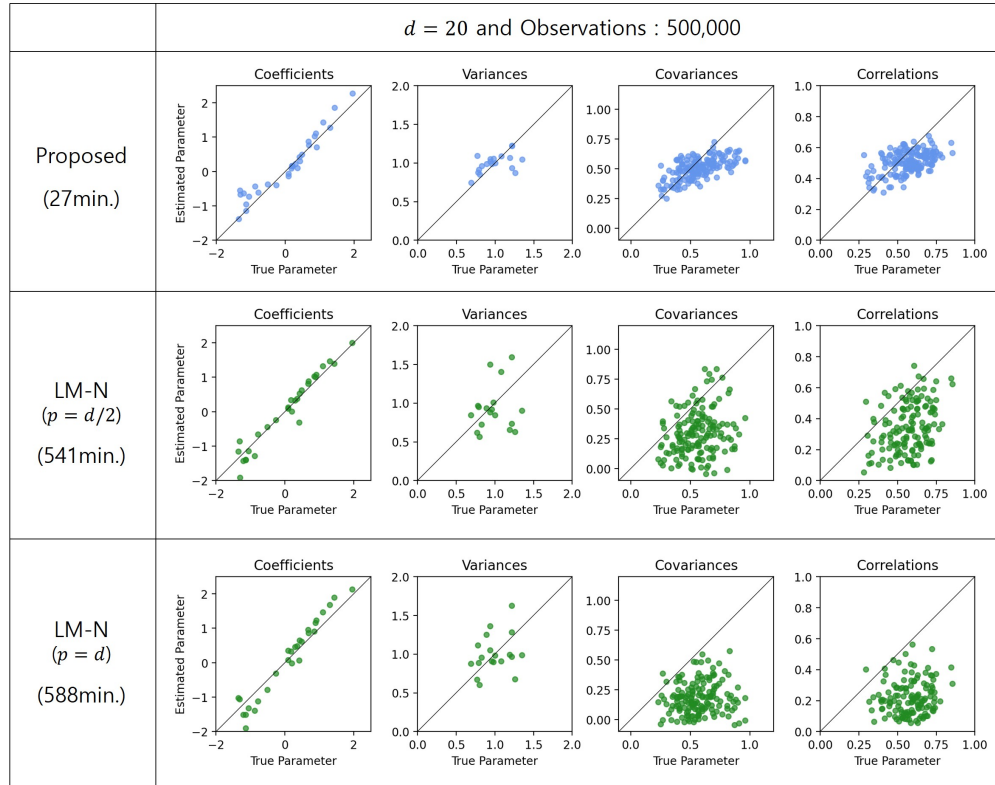 d = 20 and Observations : 500,000
Proposed
(27min.)
Coefficients
Estimated Parameter
2
1
0
−1
−2
−2 0 2
True Parameter
Variances
2.0
1.5
1.0
0.5
0.0
0.0 0.5 1.0 1.5 2.0
True Parameter
Covariances
1.00
0.75
0.50
0.25
0.00
0 1
True Parameter
Correlations
1.0
0.8
0.6
0.4
0.2
0.0
0.00 0.25 0.50 0.75 1.00
True Parameter
LM-N
(p = d/2)
(541min.)
Coefficients
Estimated Parameter
2
1
0
−1
−2
−2 0 2
True Parameter
Variances
2.0
1.5
1.0
0.5
0.0
0.0 0.5 1.0 1.5 2.0
True Parameter
Covariances
1.00
0.75
0.50
0.25
0.00
0 1
True Parameter
Correlations
1.0
0.8
0.6
0.4
0.2
0.0
0.00 0.25 0.50 0.75 1.00
True Parameter
LM-N
(p = d)
(588min.)
Coefficients
Estimated Parameter
2
1
0
−1
−2
−2 0 2
True Parameter
Variances
2.0
1.5
1.0
0.5
0.0
0.0 0.5 1.0 1.5 2.0
True Parameter
Covariances
1.00
0.75
0.50
0.25
0.00
0 1
True Parameter
Correlations
1.0
0.8
0.6
0.4
0.2
0.0
0.00 0.25 0.50 0.75 1.00
True Parameter